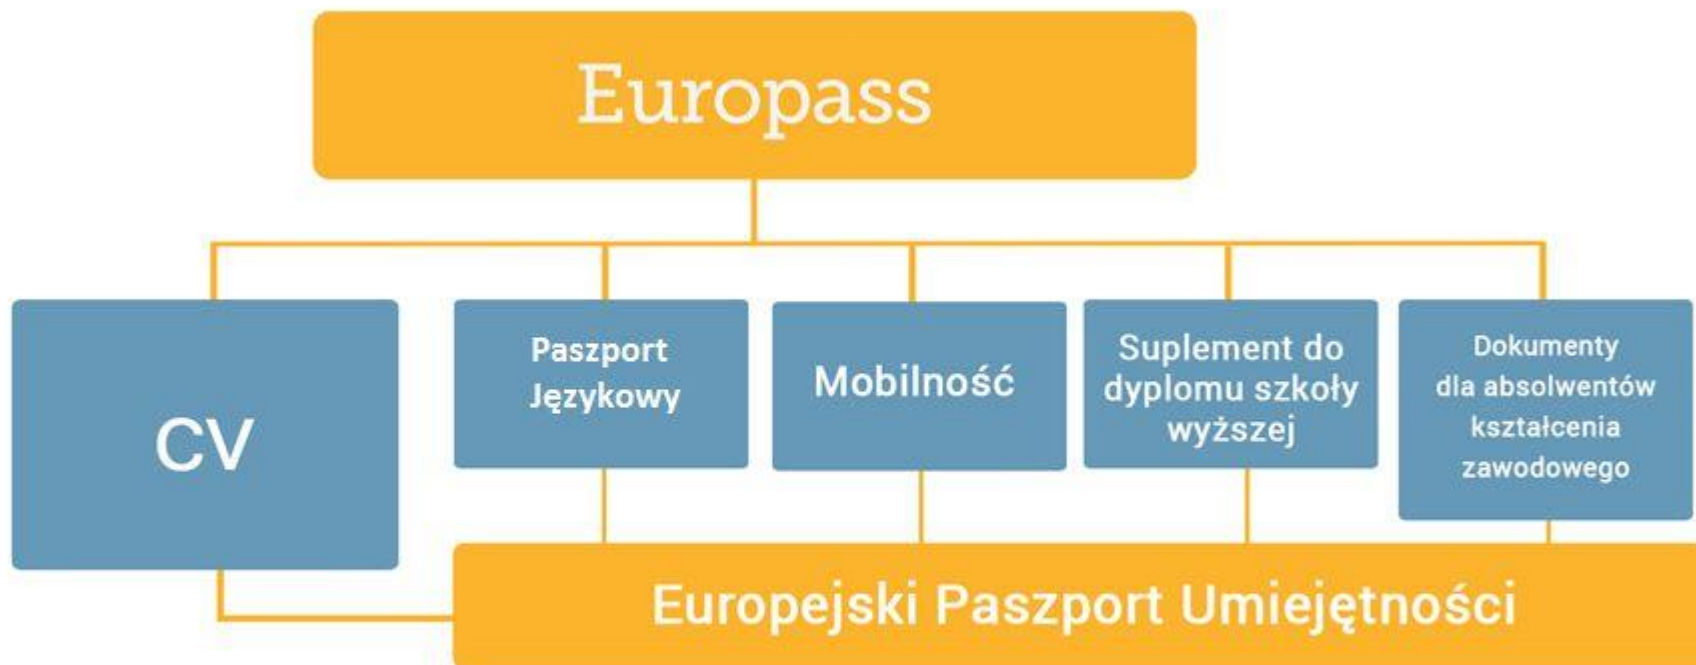 Europass
CV
Paszport
Językowy
Mobilność
Suplement do
dyplomu szkoły
wyższej
Dokumenty
dla absolwentów
kształcenia
zawodowego
Europejski Paszport Umiejętności